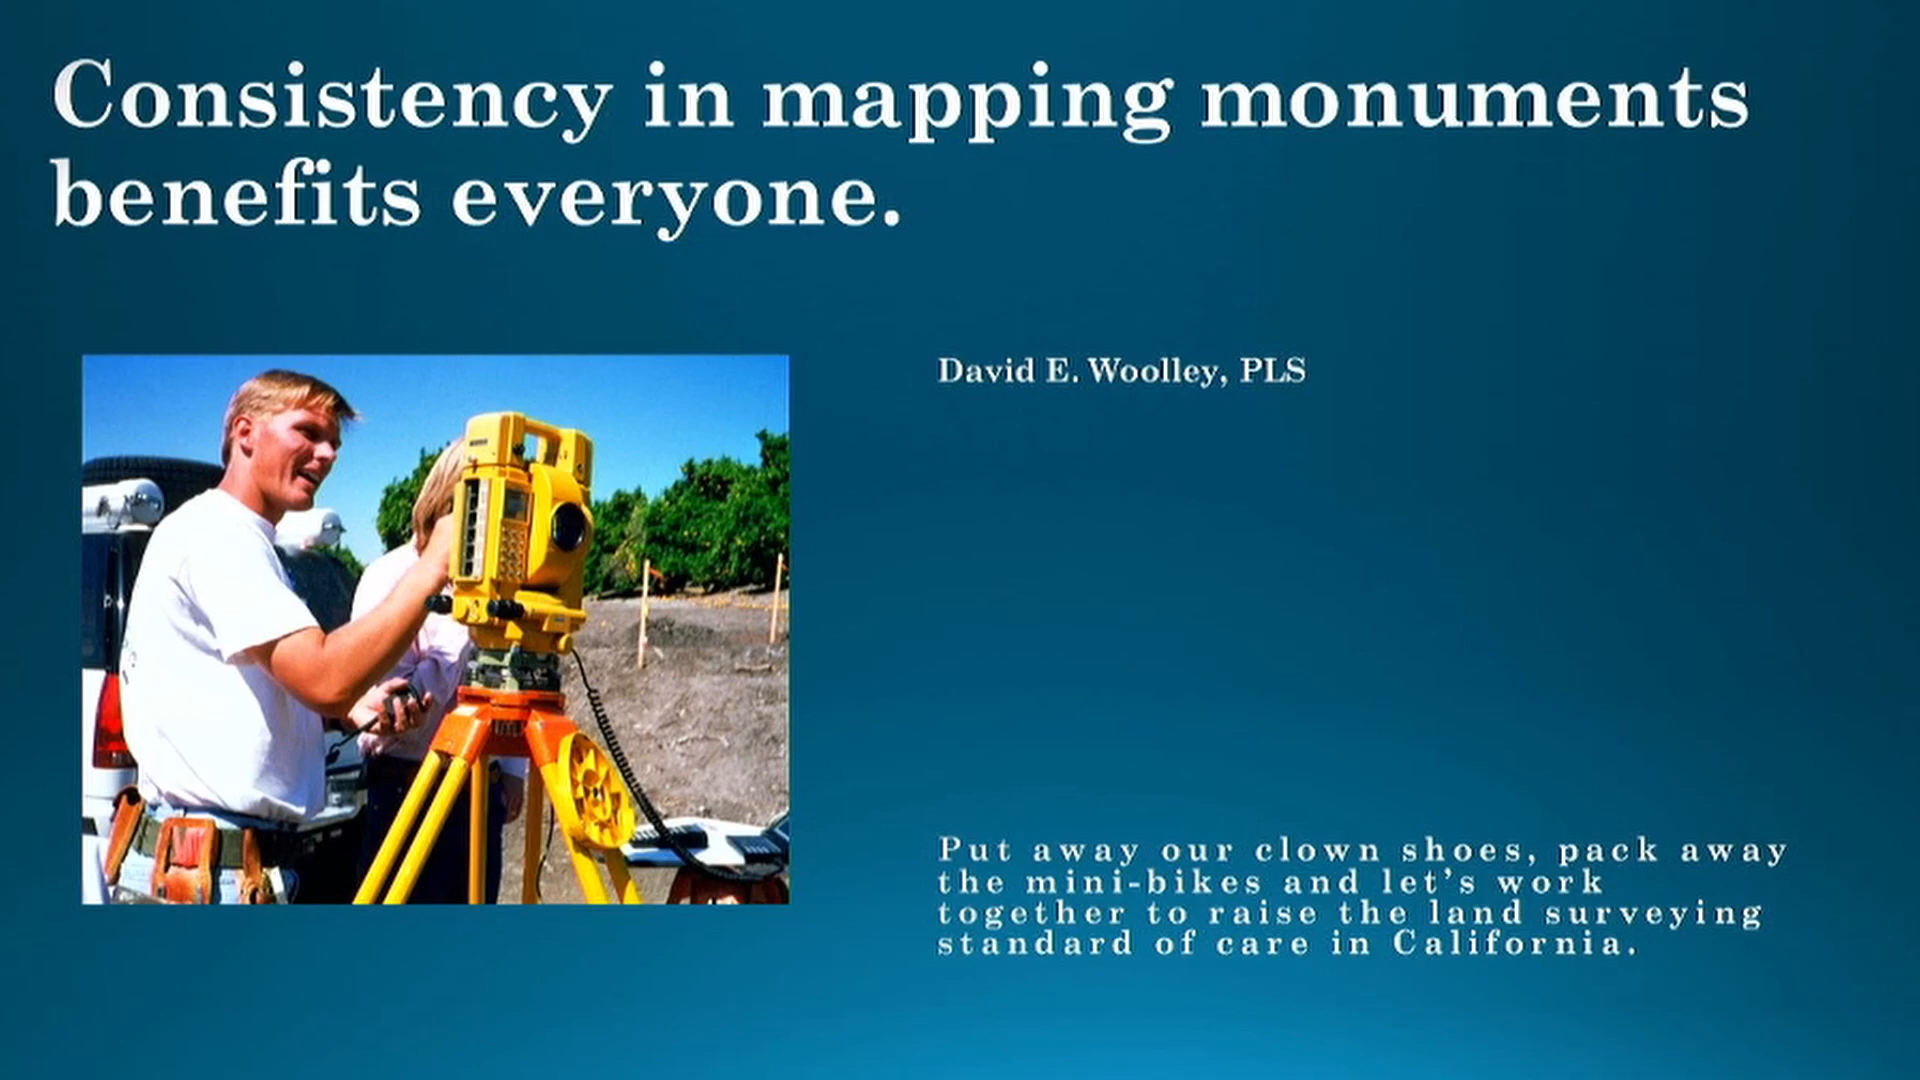 Consistency in mapping monuments
benefits everyone.
David E. Woolley, PLS
Put away our clown shoes, pack away
the mini-bikes and let’s work
together to raise the land surveying
standard of care in California.